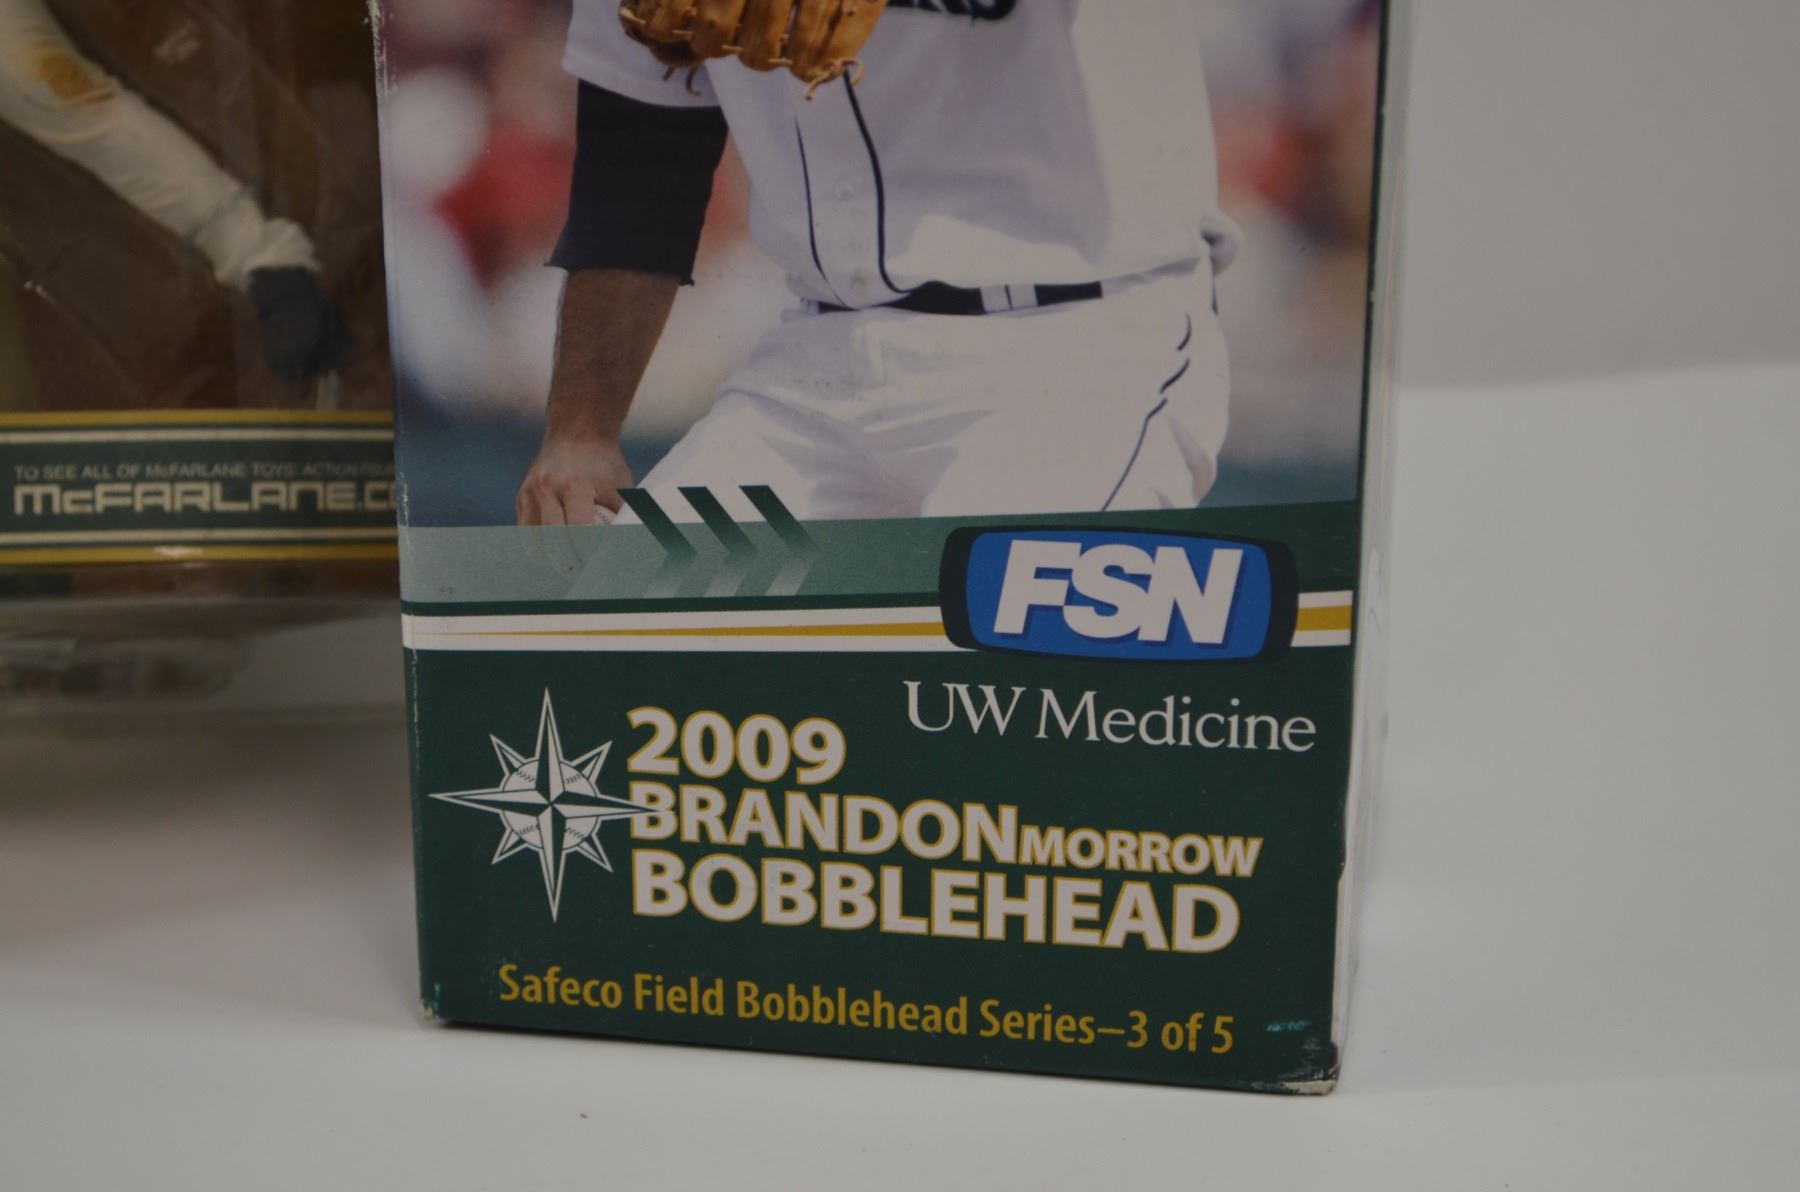 TO SEE ALL OF McFARLANE TOYS' ACTION
McFARLANE.C
FSN
UW Medicine
2009
BRANDON MORROW
BOBBLEHEAD
Safeco Field Bobblehead Series–3 of 5